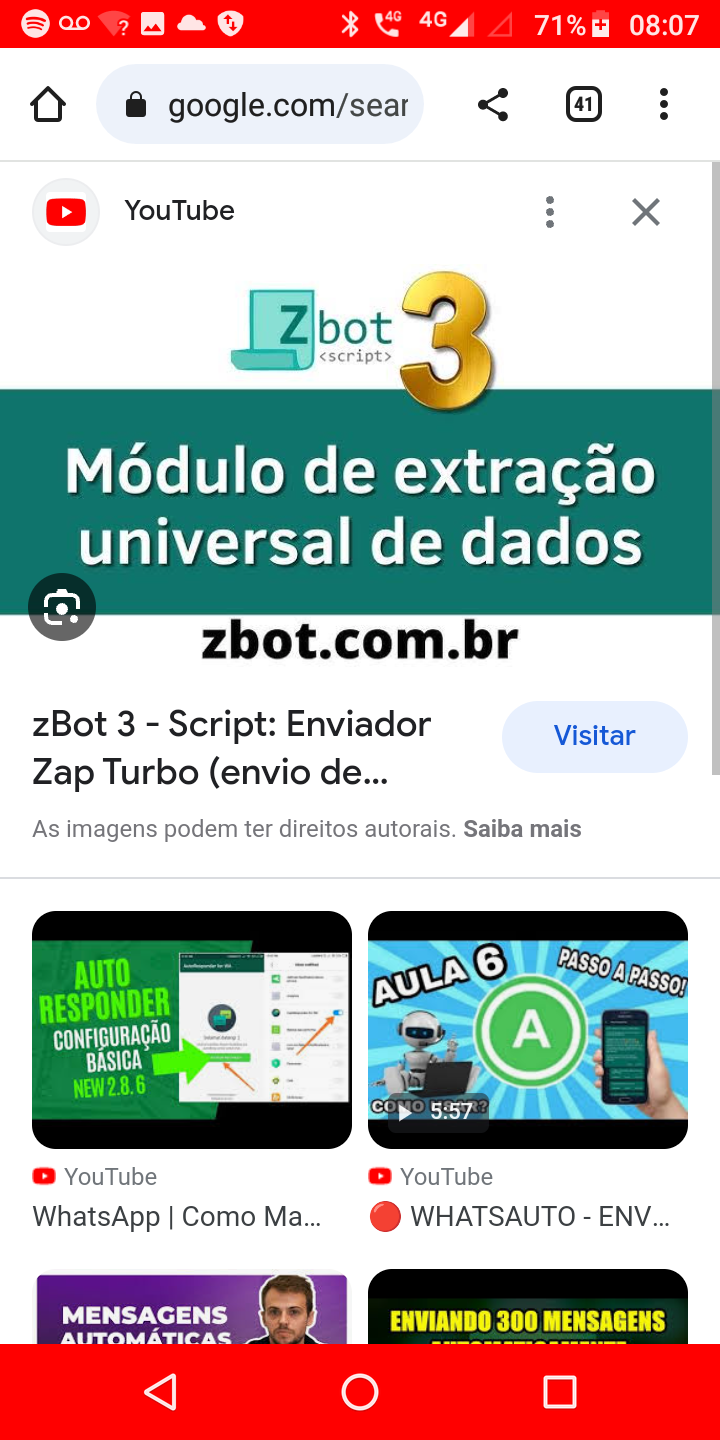 4G
4G
71%
08:07
google.com/sear
41
YouTube
Zbot
<script>
3
Módulo de extração
universal de dados
zbot.com.br
zBot 3 - Script: Enviador
Zap Turbo (envio de...
Visitar
As imagens podem ter direitos autorais. Saiba mais
AUTO
RESPONDER
CONFIGURAÇÃO
BÁSICA
NEW 2.8.6
AULA 6
PASSO A PASSO!
A
COMO USAR?
5:57
YouTube
WhatsApp | Como Ma...
YouTube
WHATSAUTO - ENV...
MENSAGENS
AUTOMÁTICAS
ENVIANDO 300 MENSAGENS